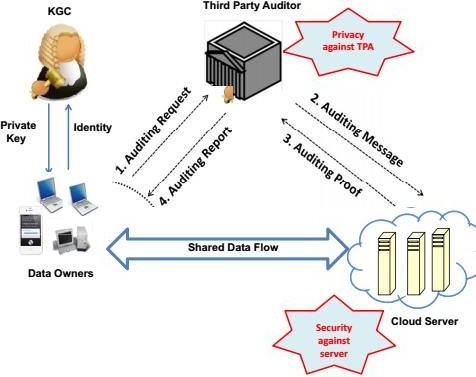 KGC
Third Party Auditor
Privacy
against TPA
Private
Key
Identity
1. Auditing Request
4. Auditing Report
2. Auditing Message
3. Auditing Proof
Shared Data Flow
Data Owners
Cloud Server
Security
against
server